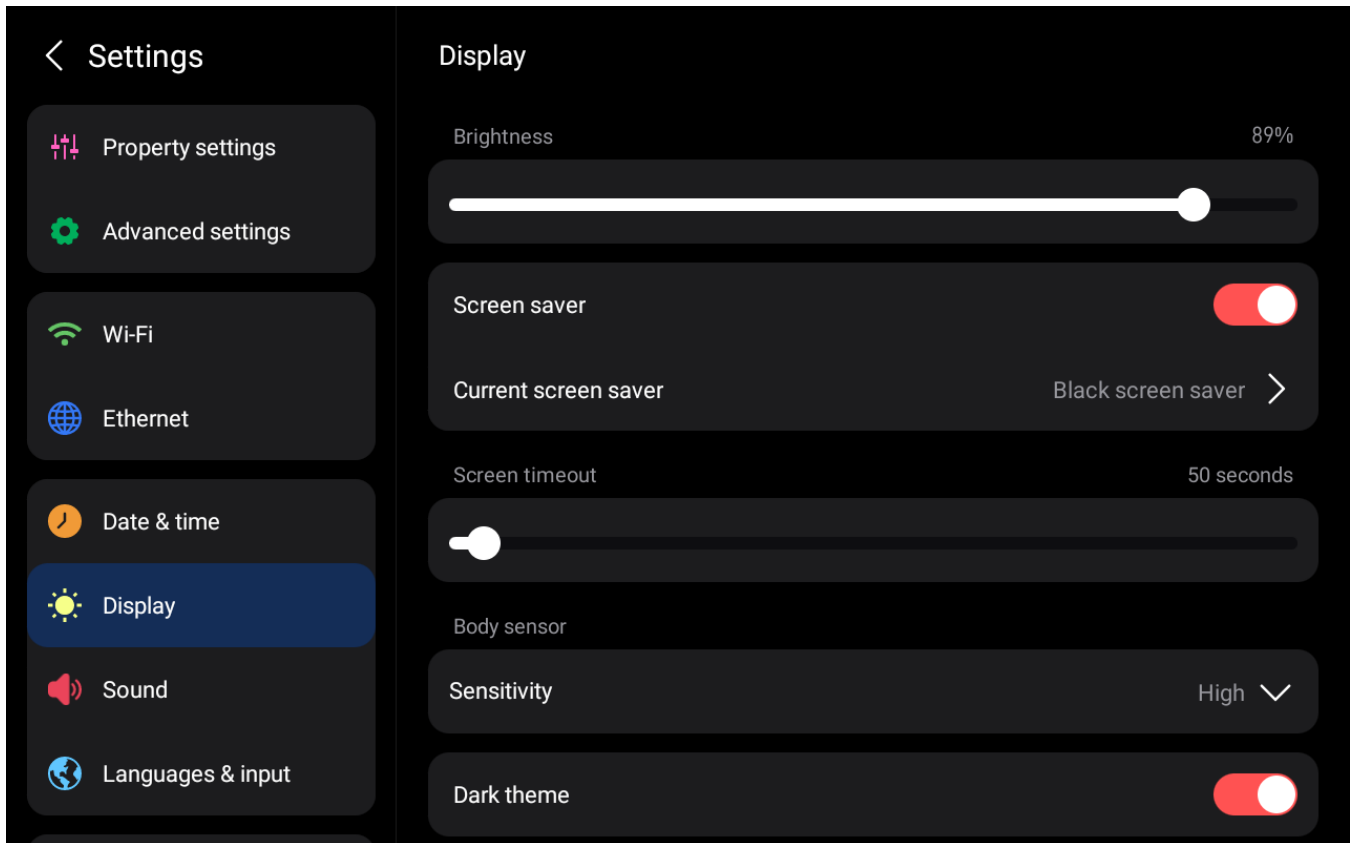 Settings
Property settings
Advanced settings
Wi-Fi
Ethernet
Date & time
Display
Sound
Languages & input
Display
Brightness 89%
Screen saver
Current screen saver Black screen saver
Screen timeout 50 seconds
Body sensor
Sensitivity High
Dark theme